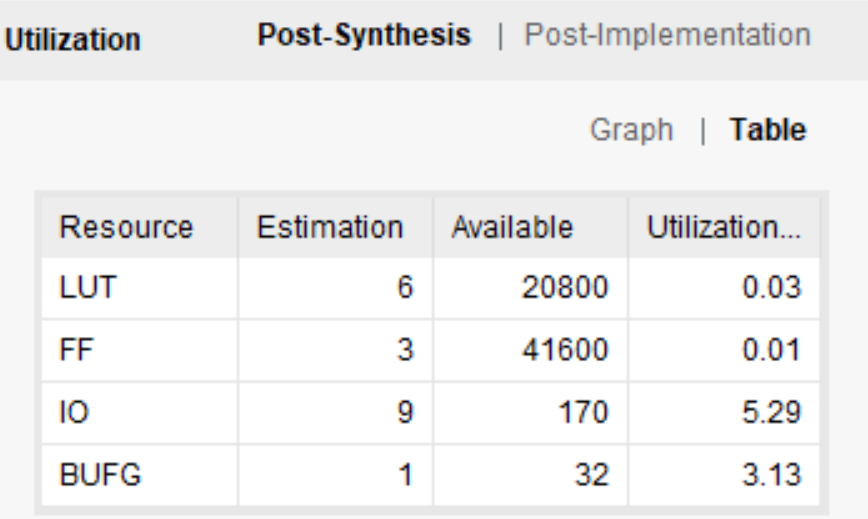 Utilization Post-Synthesis | Post-Implementation
Graph | Table
Resource Estimation Available Utilization...
LUT 6 20800 0.03
FF 3 41600 0.01
IO 9 170 5.29
BUFG 1 32 3.13